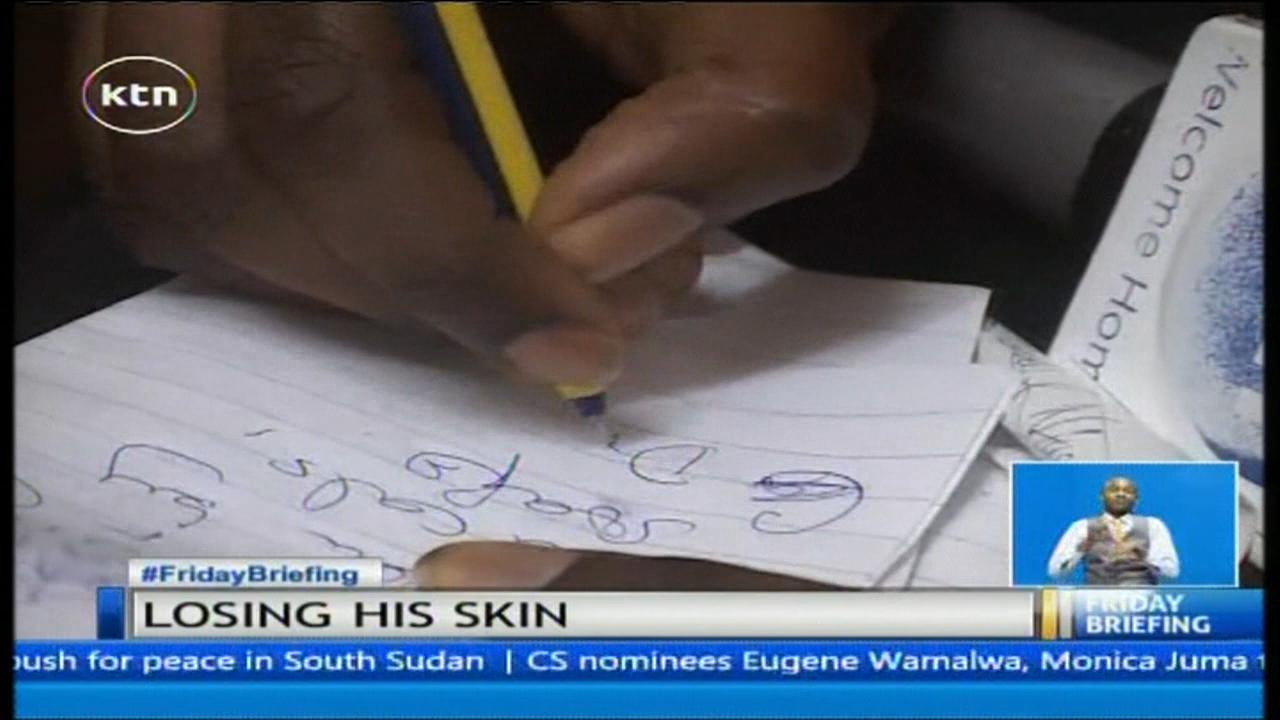 ktn
Welcome Hom
#FridayBriefing
LOSING HIS SKIN
FRIDAY
BRIEFING
push for peace in South Sudan | CS nominees Eugene Wamalwa, Monica Juma